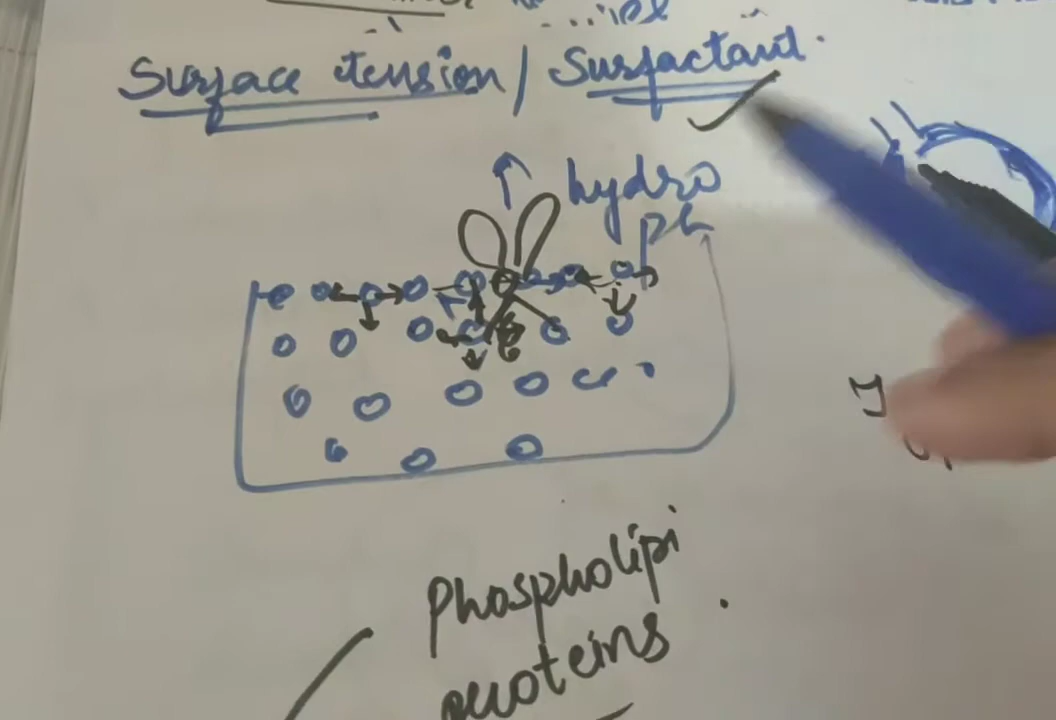 Surface tension / Surfactant.
hydro
ph
Phospholipi
proteins